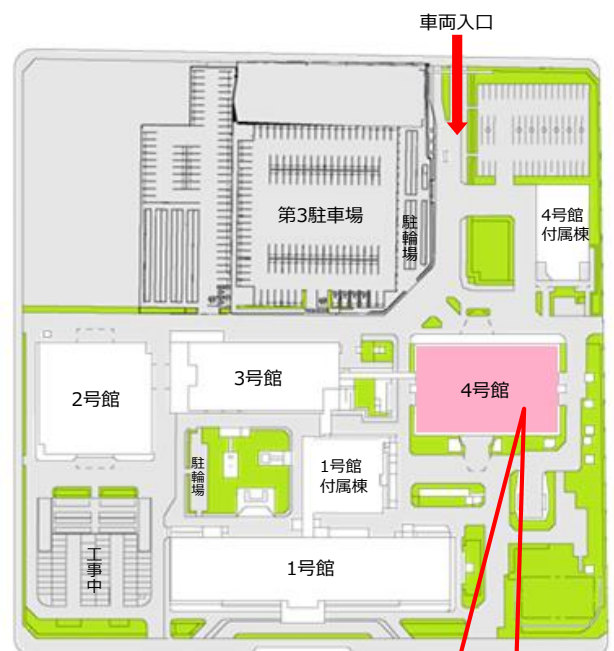 車両入口
第3駐車場
駐輪場
4号館
付属棟
2号館
3号館
4号館
駐輪場
1号館
付属棟
工事中
1号館